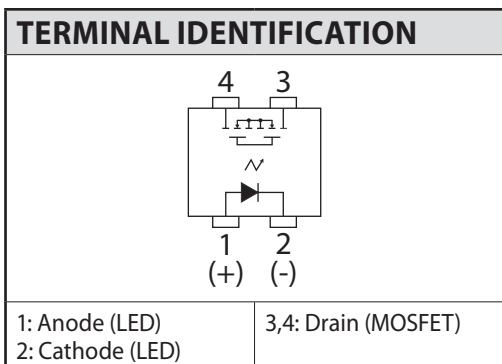 TERMINAL IDENTIFICATION
4 3
1 2
(+) (-)
1: Anode (LED)
2: Cathode (LED)
3,4: Drain (MOSFET)